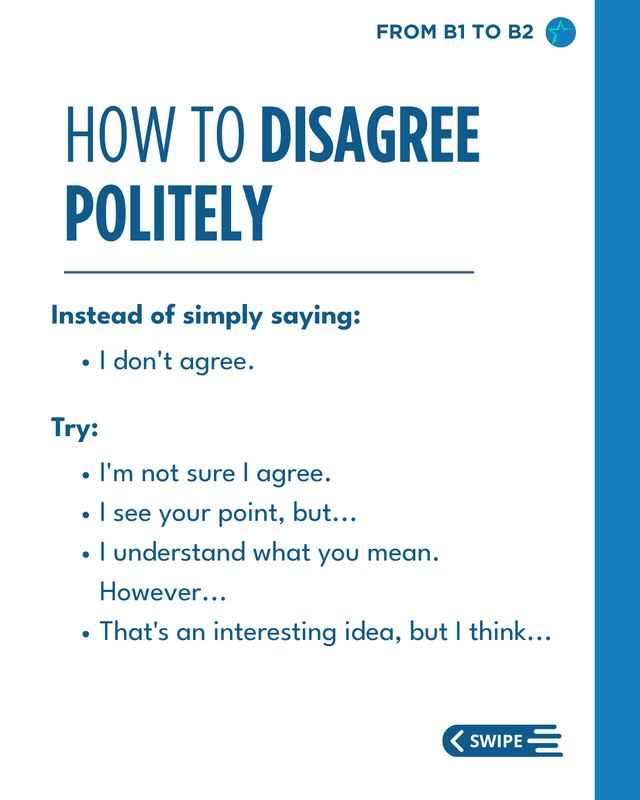 FROM B1 TO B2
HOW TO DISAGREE
POLITELY
Instead of simply saying:
• I don't agree.
Try:
• I'm not sure I agree.
• I see your point, but...
• I understand what you mean.
However...
• That's an interesting idea, but I think...
SWIPE